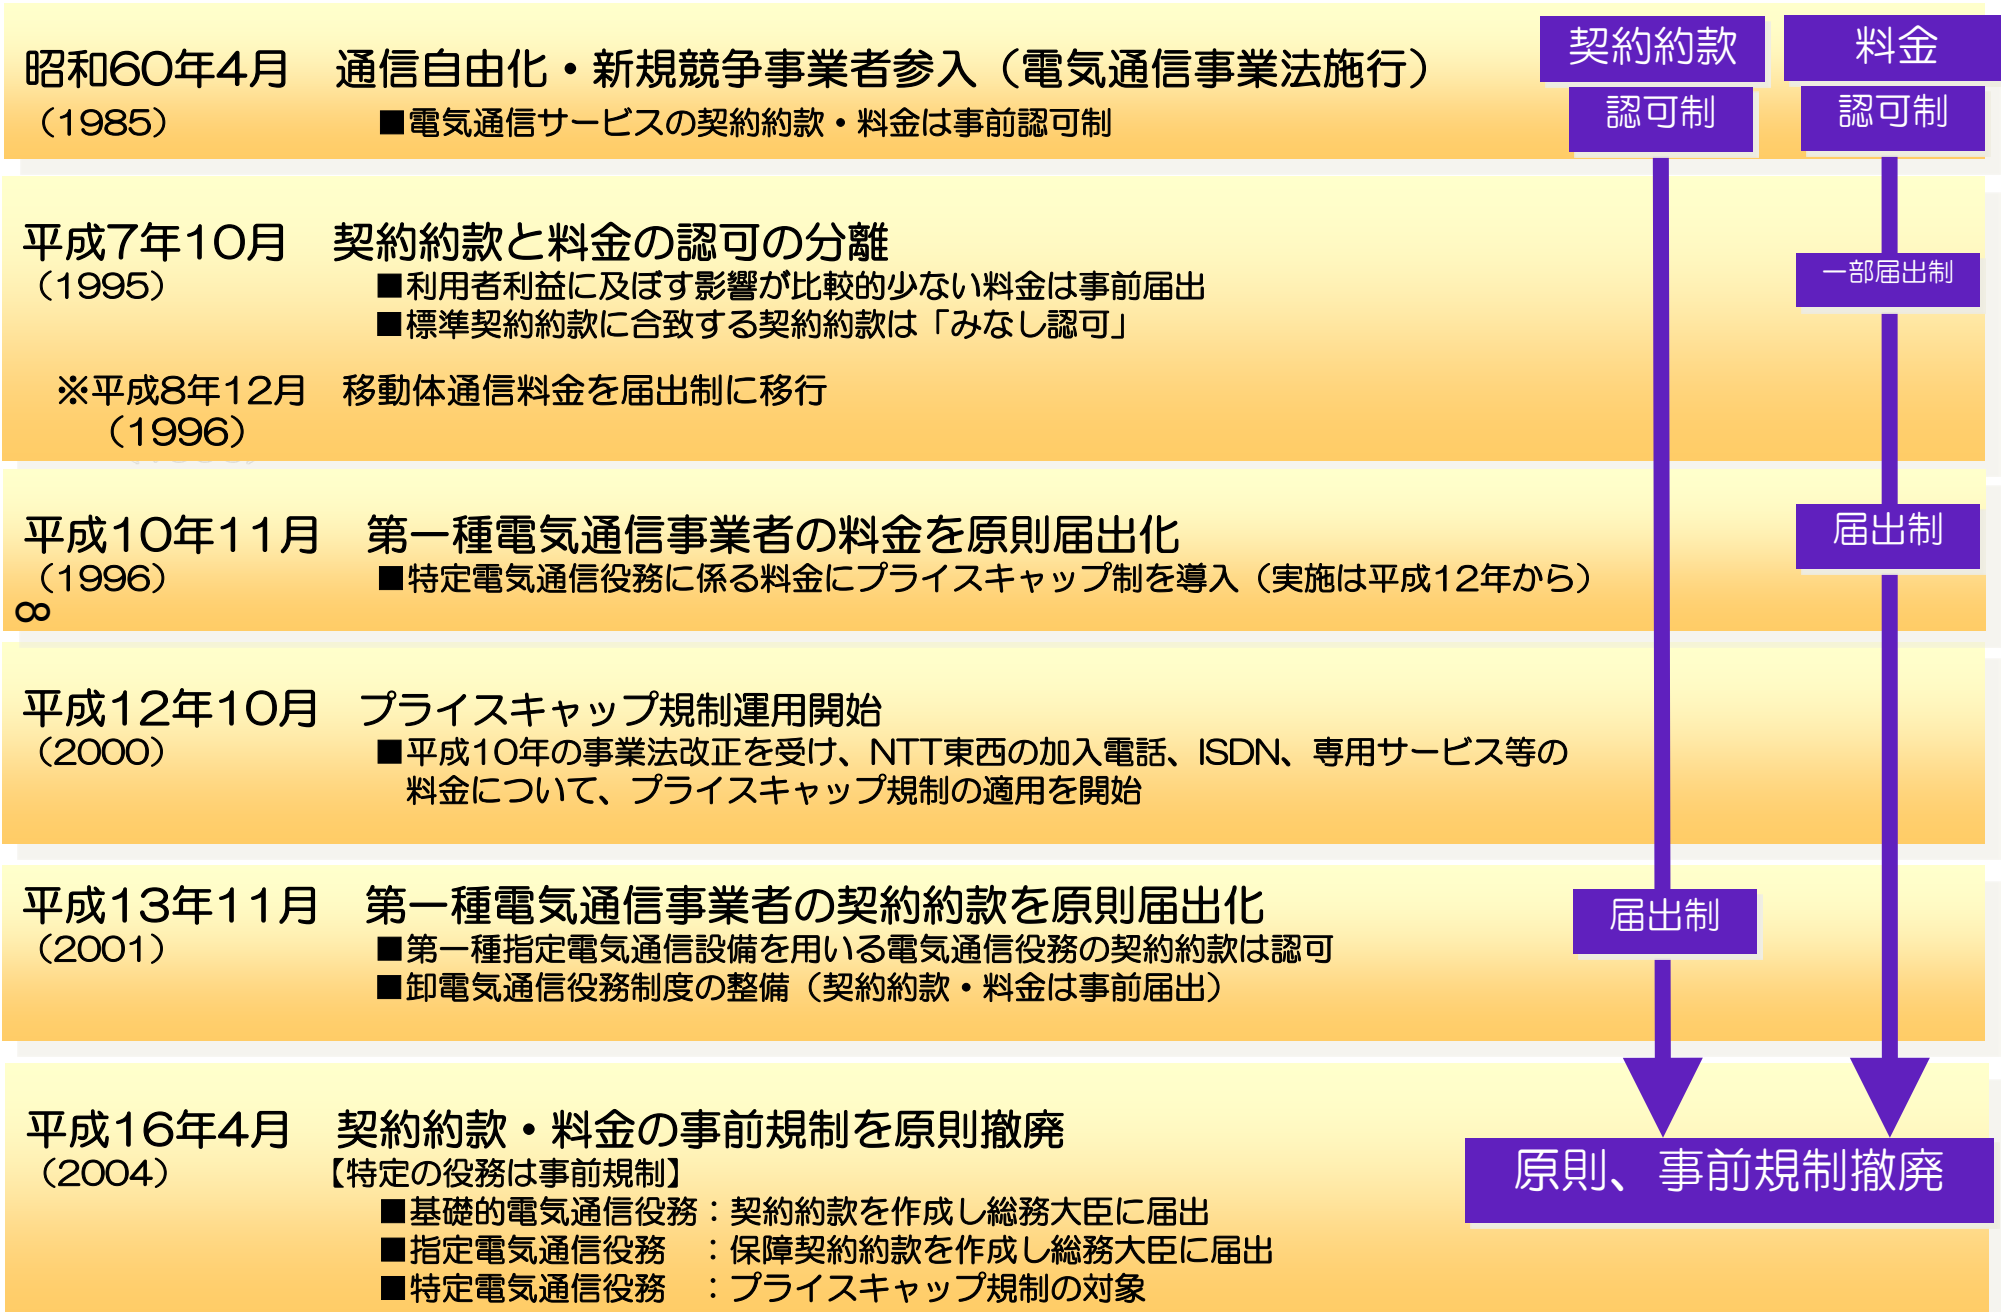 昭和60年4月　通信自由化・新規競争事業者参入（電気通信事業法施行）
（1985）　■電気通信サービスの契約約款・料金は事前認可制
契約約款　料金
認可制　認可制
平成7年10月　契約約款と料金の認可の分離
（1995）　■利用者利益に及ぼす影響が比較的少ない料金は事前届出
■標準契約約款に合致する契約約款は「みなし認可」
一部届出制
※平成8年12月　移動体通信料金を届出制に移行
（1996）
平成10年11月　第一種電気通信事業者の料金を原則届出化
（1996）　■特定電気通信役務に係る料金にプライスキャップ制を導入（実施は平成12年から）
8
届出制
平成12年10月　プライスキャップ規制運用開始
（2000）　■平成10年の事業法改正を受け、NTT東西の加入電話、ISDN、専用サービス等の
料金について、プライスキャップ規制の適用を開始
平成13年11月　第一種電気通信事業者の契約約款を原則届出化
（2001）　■第一種指定電気通信設備を用いる電気通信役務の契約約款は認可
■卸電気通信役務制度の整備（契約約款・料金は事前届出）
届出制
平成16年4月　契約約款・料金の事前規制を原則撤廃
（2004）　【特定の役務は事前規制】
■基礎的電気通信役務：契約約款を作成し総務大臣に届出
■指定電気通信役務　：保障契約約款を作成し総務大臣に届出
■特定電気通信役務　：プライスキャップ規制の対象
原則、事前規制撤廃